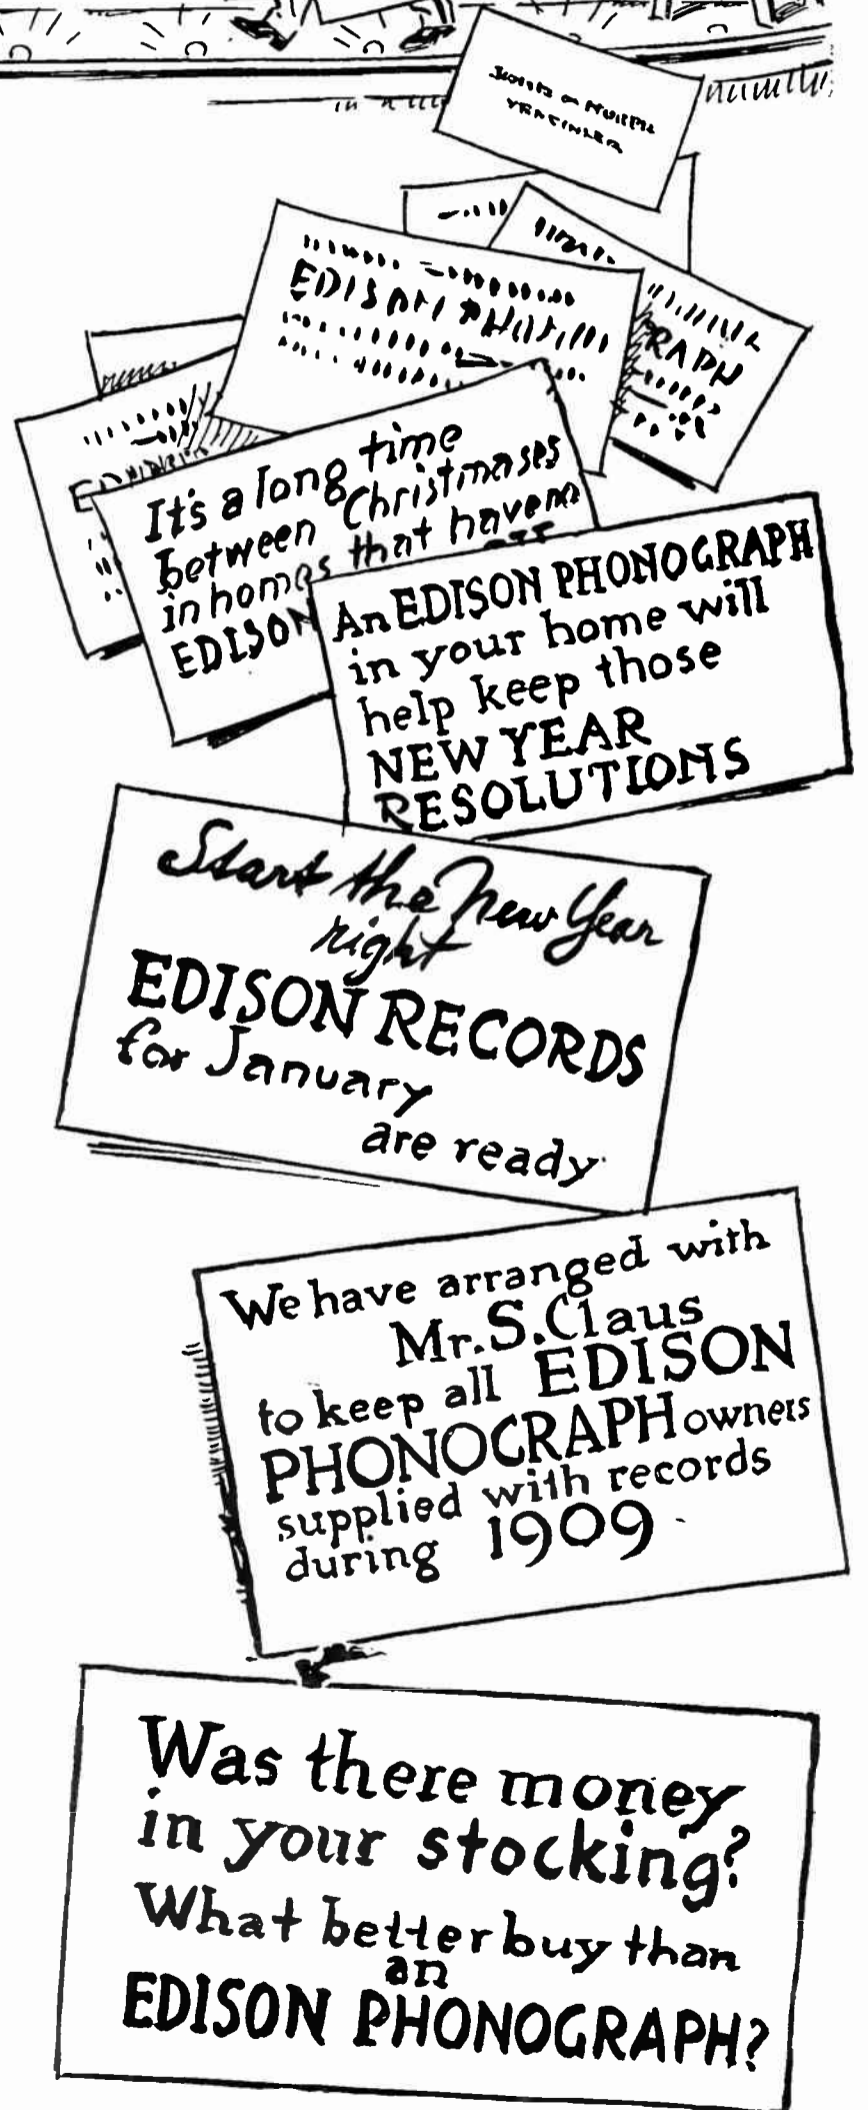 EDISON
RAPH
It's a long time
between Christmases
in homes that have no
EDISON
An EDISON PHONOGRAPH
in your home will
help keep those
NEW YEAR
RESOLUTIONS
Start the New Year
right
EDISON RECORDS
for January
are ready
We have arranged with
Mr. S. Claus
to keep all EDISON
PHONOGRAPH owners
supplied with records
during 1909
Was there money
in your stocking?
What better buy than
an
EDISON PHONOGRAPH?